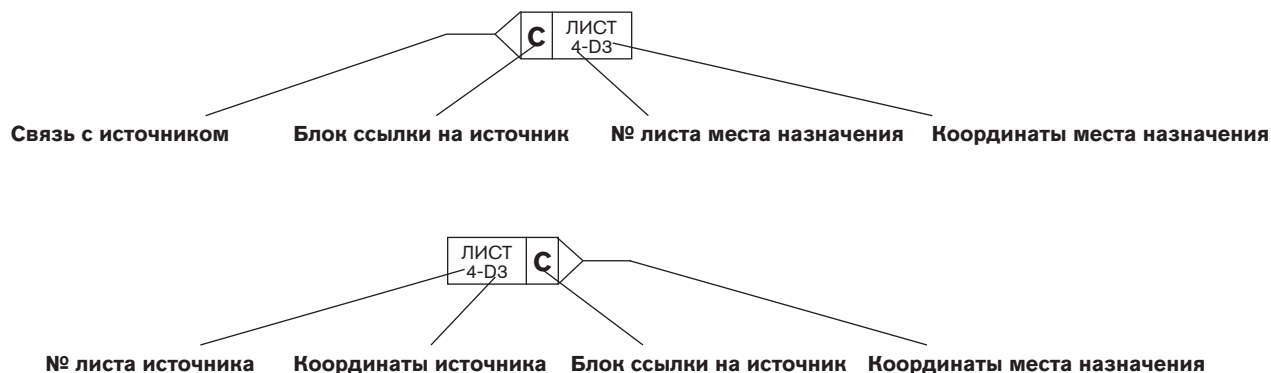 C ЛИСТ
4-D3
Связь с источником Блок ссылки на источник № листа места назначения Координаты места назначения
ЛИСТ C
4-D3
№ листа источника Координаты источника Блок ссылки на источник Координаты места назначения